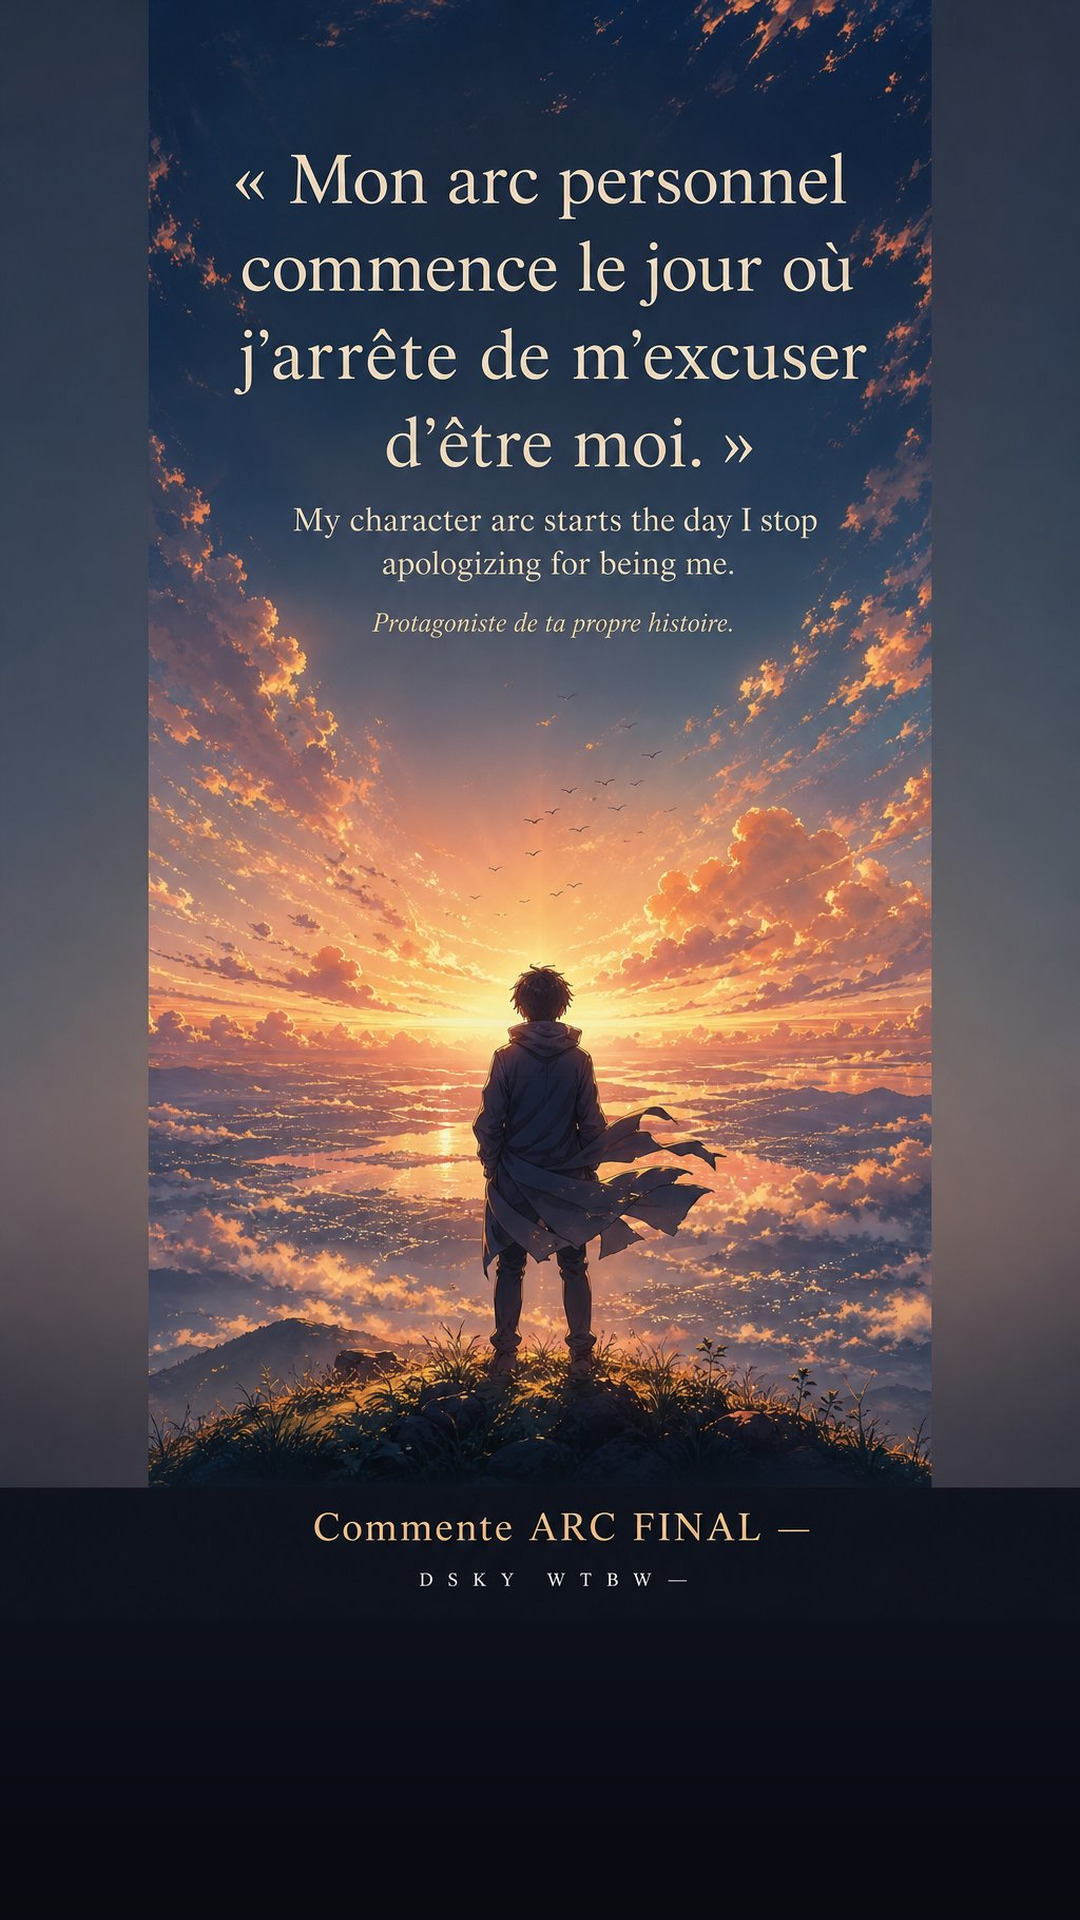 « Mon arc personnel
commence le jour où
j’arrête de m’excuser
d’être moi. »
My character arc starts the day I stop
apologizing for being me.
Protagoniste de ta propre histoire.
Commente ARC FINAL —
DSKY WTBW —